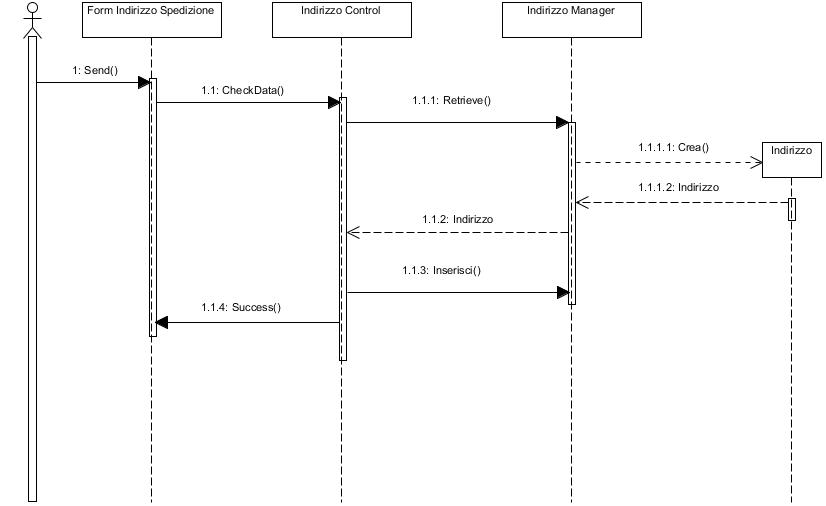 Form Indirizzo Spedizione
Indirizzo Control
Indirizzo Manager
1: Send()
1.1: CheckData()
1.1.1: Retrieve()
1.1.1.1: Crea()
Indirizzo
1.1.1.2: Indirizzo
1.1.2: Indirizzo
1.1.3: Inserisci()
1.1.4: Success()